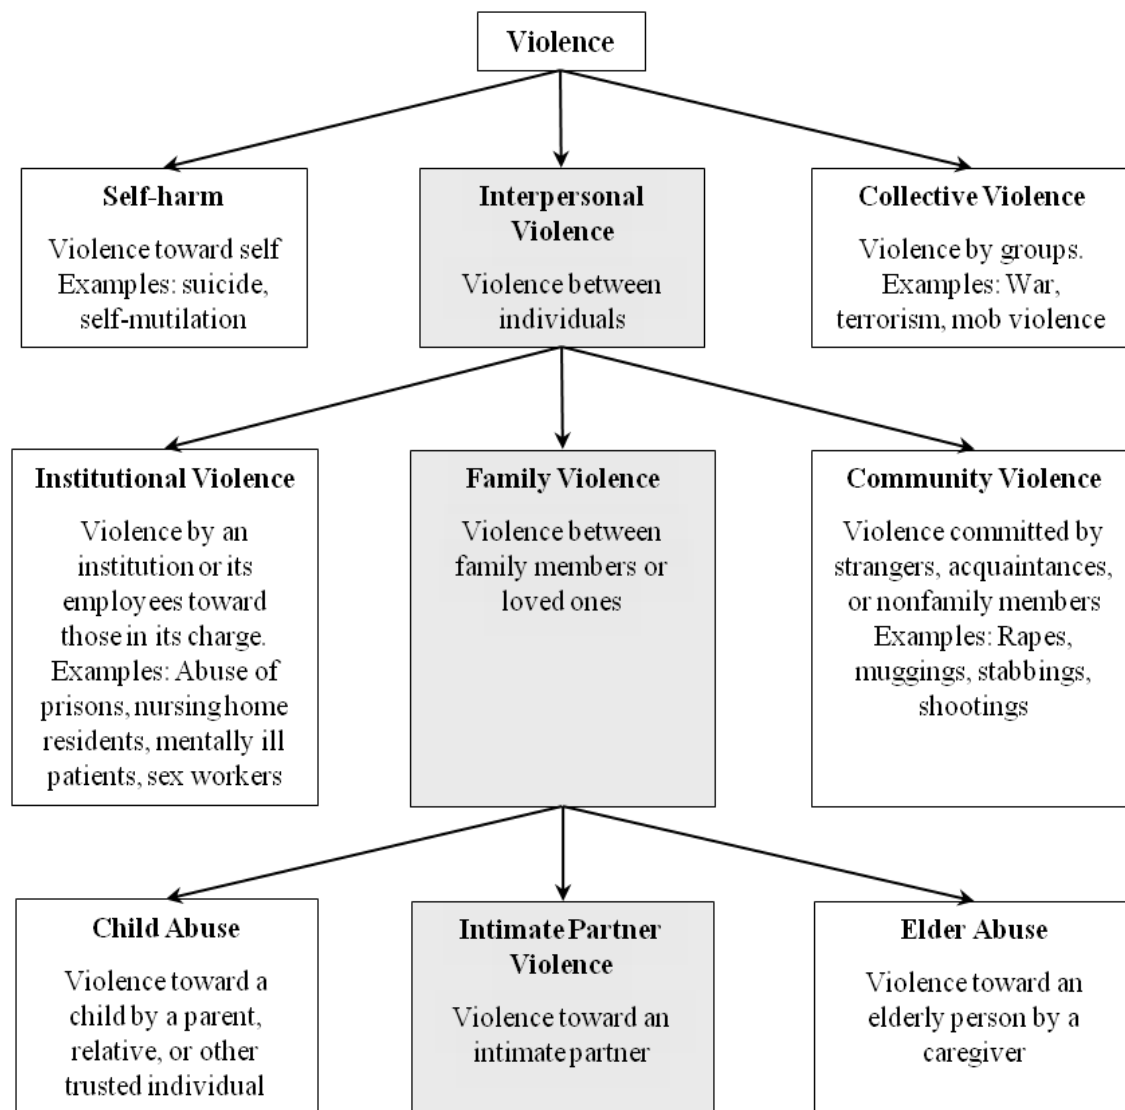 Violence
Self-harm
Violence toward self
Examples: suicide,
self-mutilation
Interpersonal
Violence
Violence between
individuals
Collective Violence
Violence by groups.
Examples: War,
terrorism, mob violence
Institutional Violence
Violence by an
institution or its
employees toward
those in its charge.
Examples: Abuse of
prisons, nursing home
residents, mentally ill
patients, sex workers
Family Violence
Violence between
family members or
loved ones
Community Violence
Violence committed by
strangers, acquaintances,
or nonfamily members
Examples: Rapes,
muggings, stabbings,
shootings
Child Abuse
Violence toward a
child by a parent,
relative, or other
trusted individual
Intimate Partner
Violence
Violence toward an
intimate partner
Elder Abuse
Violence toward an
elderly person by a
caregiver